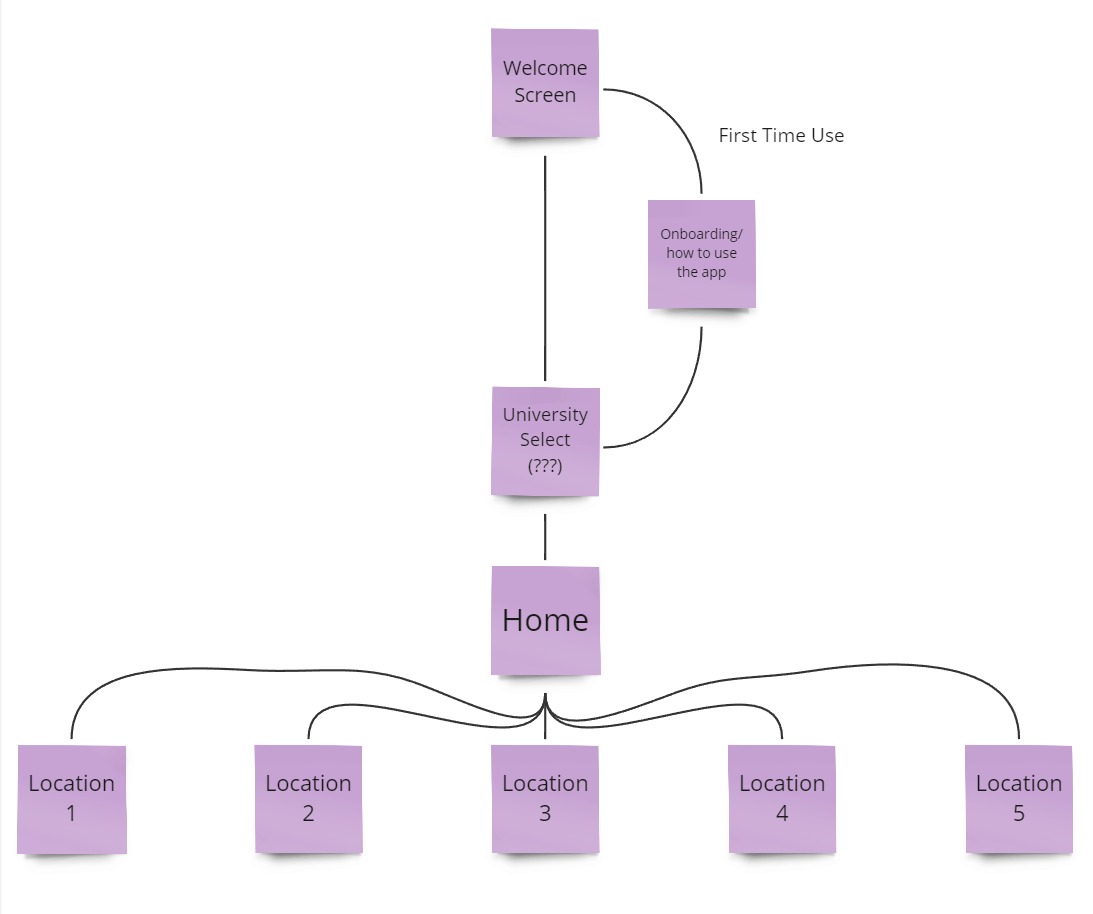 Welcome
Screen
First Time Use
Onboarding/
how to use
the app
University
Select
(???)
Home
Location
1
Location
2
Location
3
Location
4
Location
5